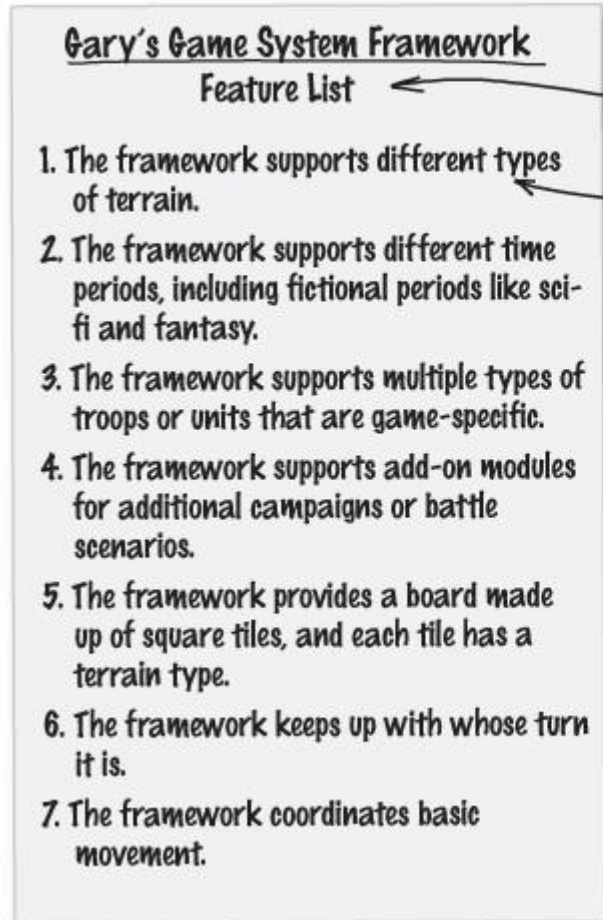 Gary's Game System Framework
Feature List
1. The framework supports different types
of terrain.
2. The framework supports different time
periods, including fictional periods like sci-
fi and fantasy.
3. The framework supports multiple types of
troops or units that are game-specific.
4. The framework supports add-on modules
for additional campaigns or battle
scenarios.
5. The framework provides a board made
up of square tiles, and each tile has a
terrain type.
6. The framework keeps up with whose turn
it is.
7. The framework coordinates basic
movement.